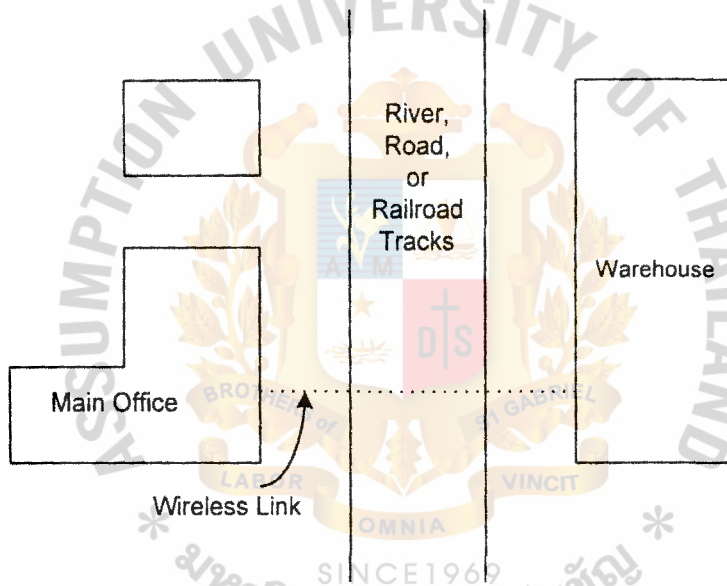 ASSUMPTION UNIVERSITY OF THAILAND
River,
Road,
or
Railroad
Tracks
Warehouse
A M
D S
Main Office
BROTHERS of ST GABRIEL
LABOR VINCIT
Wireless Link
OMNIA
SINCE1969